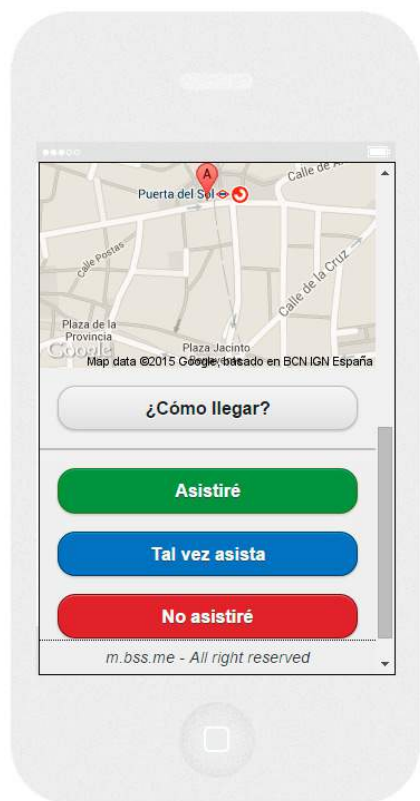 A
Calle de A
Puerta del Sol
Calle Postas
Calle de la Cruz
Plaza de la
Provincia
Plaza Jacinto
Google
Map data ©2015 Google, basado en BCN IGN España
¿Cómo llegar?
Asistiré
Tal vez asista
No asistiré
m.bss.me - All right reserved